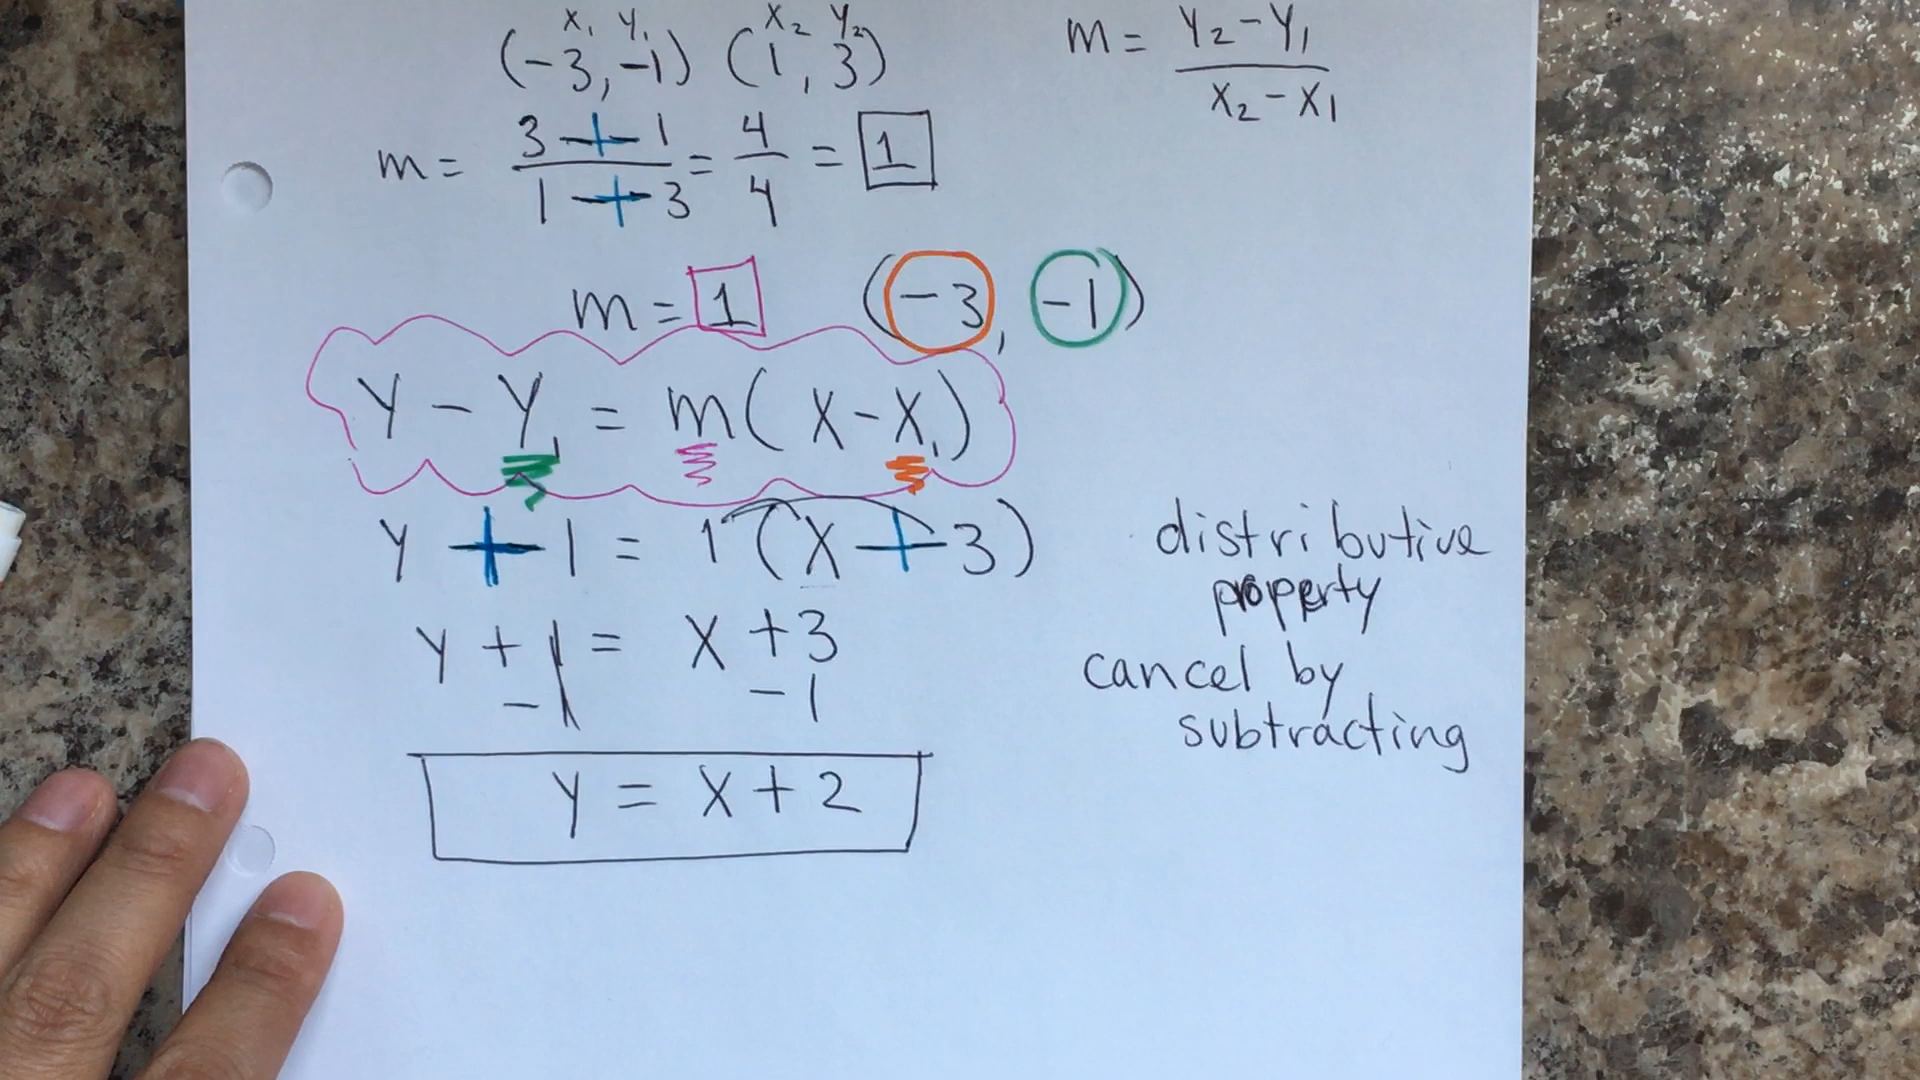 x₁ y₁ x₂ y₂
(-3, -1) (1, 3)
m = y₂ - y₁ / x₂ - x₁
m = 3 + 1 / 1 + 3 = 4/4 = 1
m = 1 (-3, -1)
y - y₁ = m(x - x₁)
y + 1 = 1(x + 3)
distributive
property
y + 1 = x + 3
cancel by
-1 -1
subtracting
y = x + 2